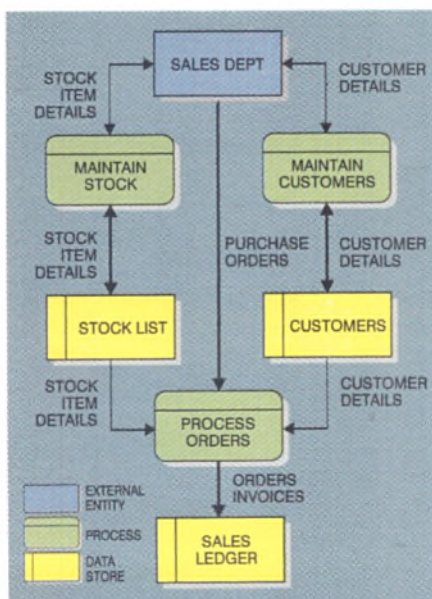 SALES DEPT
STOCK
ITEM
DETAILS
CUSTOMER
DETAILS
MAINTAIN
STOCK
MAINTAIN
CUSTOMERS
STOCK
ITEM
DETAILS
PURCHASE
ORDERS
CUSTOMER
DETAILS
STOCK LIST
CUSTOMERS
STOCK
ITEM
DETAILS
CUSTOMER
DETAILS
PROCESS
ORDERS
ORDERS
INVOICES
EXTERNAL
ENTITY
PROCESS
DATA
STORE
SALES
LEDGER